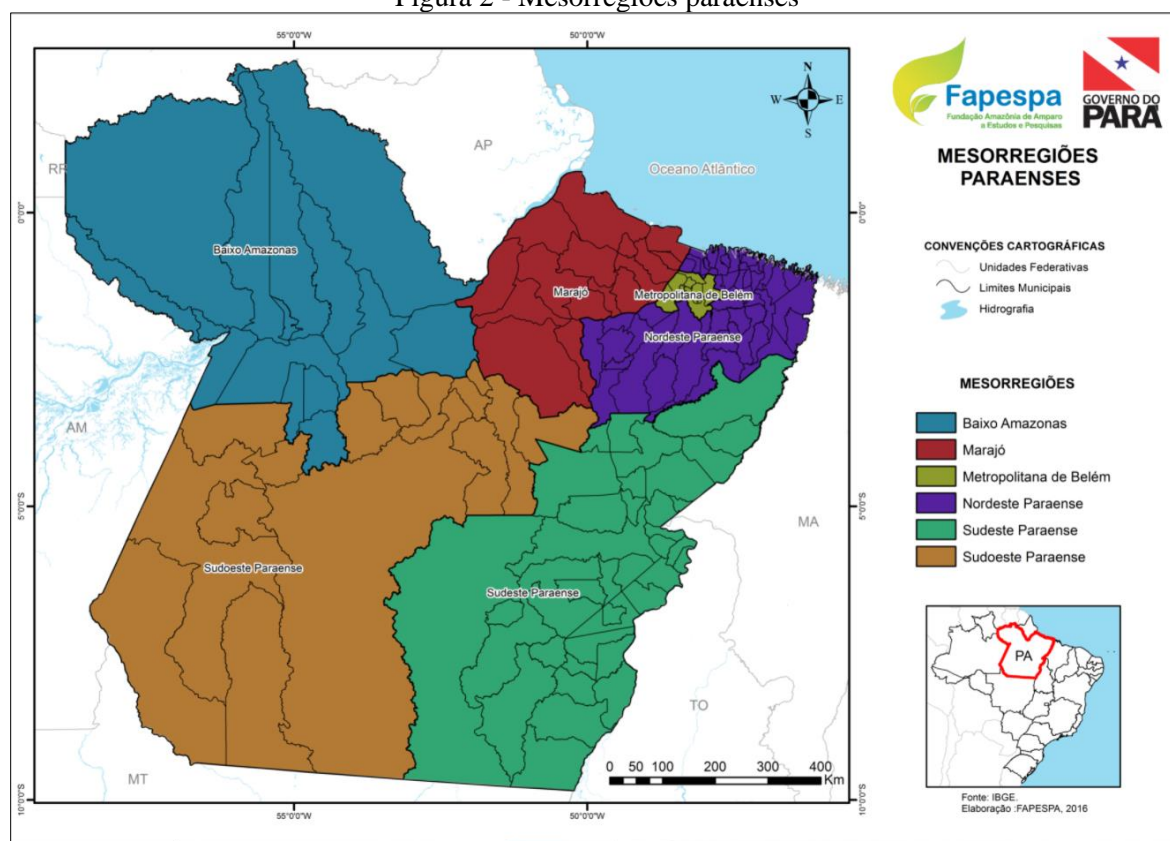 Figura 2 - Mesorregiões paraenses
55°0'0"W
50°0'0"W
N
W
E
S
AP
RR
Oceano Atlântico
0°0'0"
0°0'0"
Baixo Amazonas
Marajó
Metropolitana de Belém
Nordeste Paraense
AM
5°0'0"S
5°0'0"S
MA
Sudoeste Paraense
Sudeste Paraense
TO
MT
0 50 100 200 300 400
Km
10°0'0"S
10°0'0"S
55°0'0"W
50°0'0"W
Fapespa
Fundação Amazônia de Amparo
a Estudos e Pesquisas
GOVERNO DO
PARÁ
MESORREGIÕES
PARAENSES
CONVENÇÕES CARTOGRÁFICAS
Unidades Federativas
Limites Municipais
Hidrografia
MESORREGIÕES
Baixo Amazonas
Marajó
Metropolitana de Belém
Nordeste Paraense
Sudeste Paraense
Sudoeste Paraense
PA
Fonte: IBGE.
Elaboração :FAPESPA, 2016